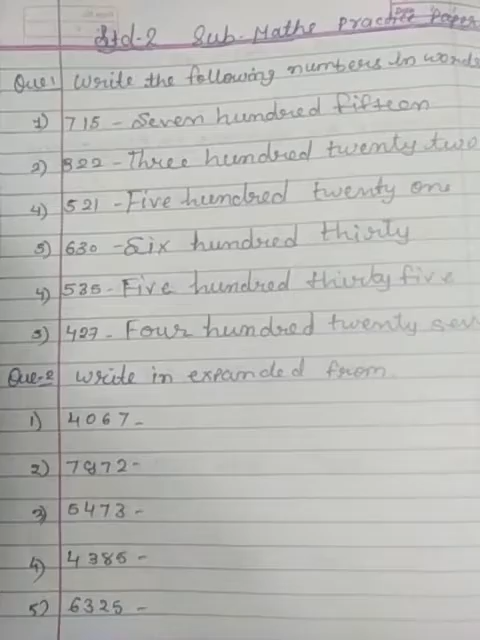 Std-2 Sub-Maths Practice Paper
Que:1 Write the following numbers In words
1) 715 - Seven hundred fifteen
2) 322 - Three hundred twenty two
4) 521 - Five hundred twenty one
5) 630 - Six hundred thirty
4) 535 - Five hundred thirty five
5) 427 - Four hundred twenty sev
Que-2 Write in expanded from.
1) 4067 -
2) 7972 -
3) 5473 -
4) 4385 -
5) 6325 -